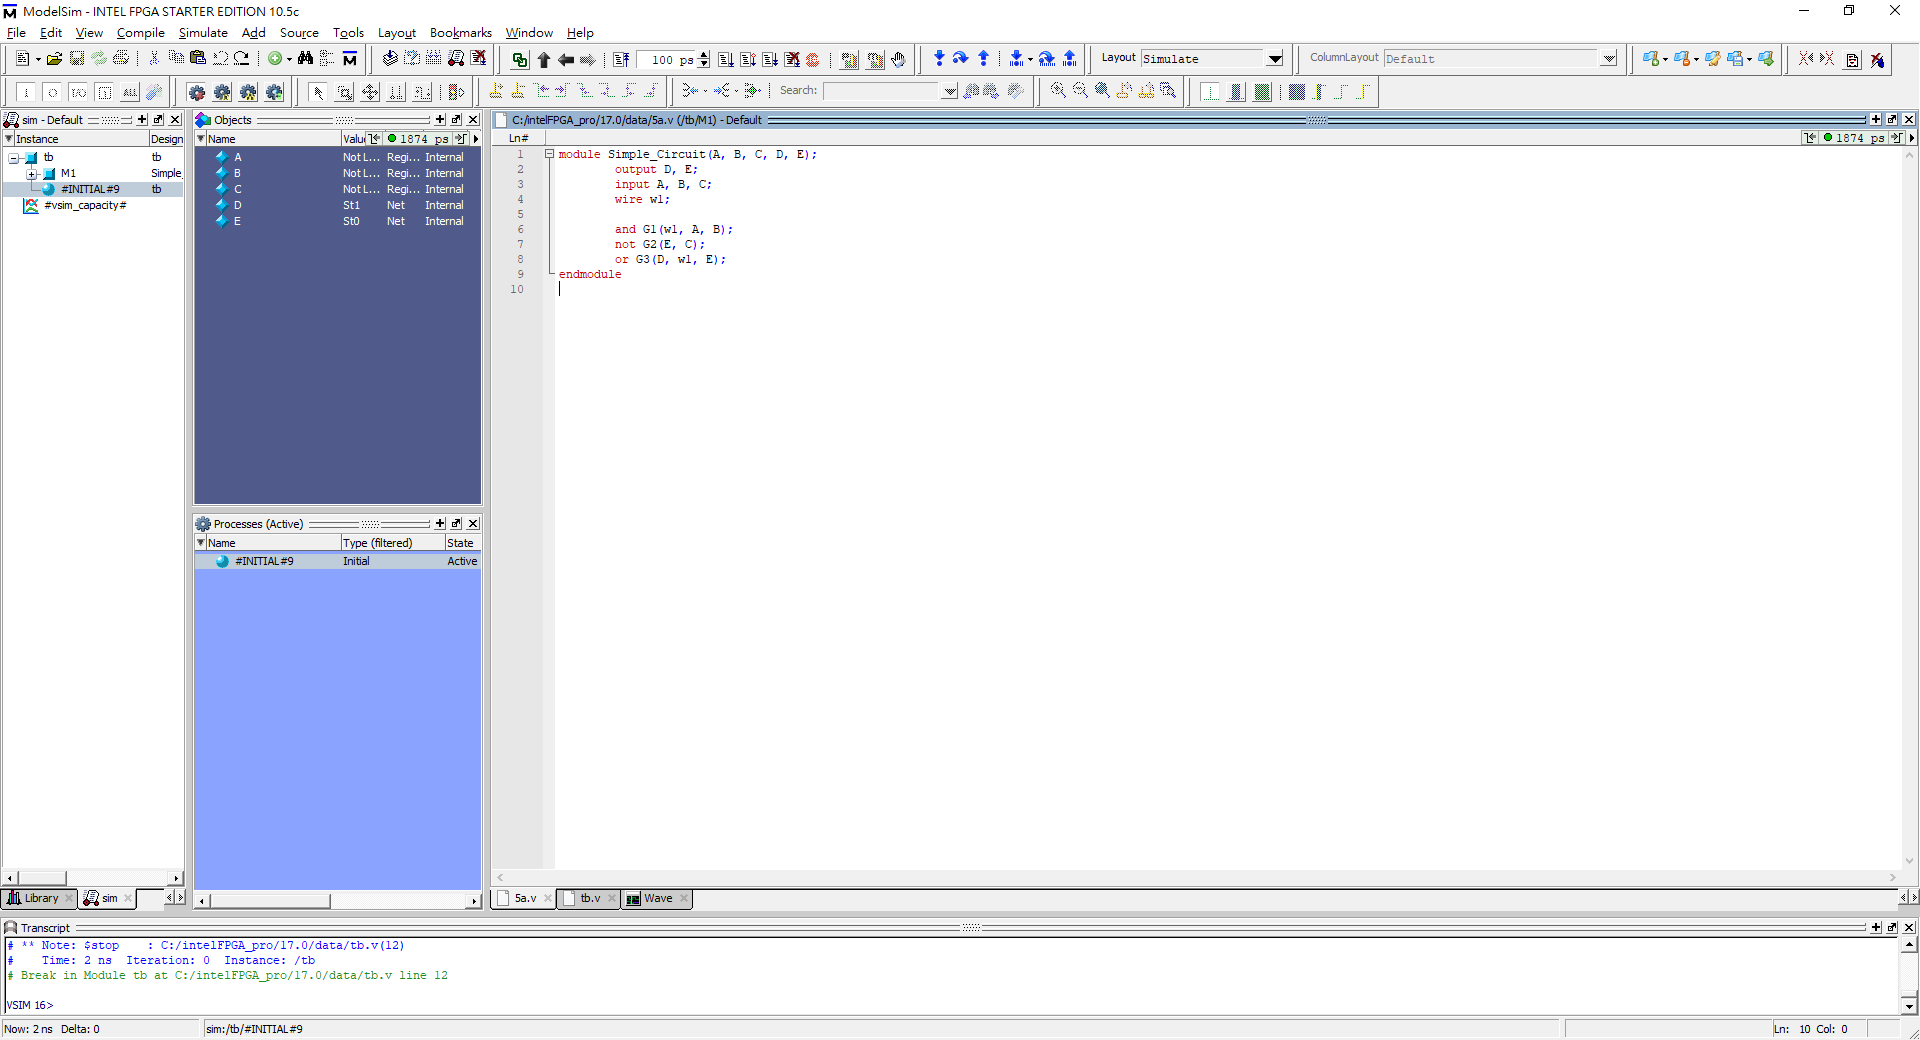 ModelSim - INTEL FPGA STARTER EDITION 10.5c
File Edit View Compile Simulate Add Source Tools Layout Bookmarks Window Help
100 ps
Layout Simulate
ColumnLayout Default
Search:
sim - Default
Instance Design
tb tb
M1 Simple_
#INITIAL#9 tb
#vsim_capacity#
Library sim
Objects
Name Valu 1874 ps
A Not L... Regi... Internal
B Not L... Regi... Internal
C Not L... Regi... Internal
D St1 Net Internal
E St0 Net Internal
Processes (Active)
Name Type (filtered) State
#INITIAL#9 Initial Active
C:/intelFPGA_pro/17.0/data/5a.v (/tb/M1) - Default
Ln# 1874 ps
1 module Simple_Circuit(A, B, C, D, E);
2 output D, E;
3 input A, B, C;
4 wire w1;
5
6 and G1(w1, A, B);
7 not G2(E, C);
8 or G3(D, w1, E);
9 endmodule
10
5a.v tb.v Wave
Transcript
# ** Note: $stop : C:/intelFPGA_pro/17.0/data/tb.v(12)
# Time: 2 ns Iteration: 0 Instance: /tb
# Break in Module tb at C:/intelFPGA_pro/17.0/data/tb.v line 12
VSIM 16>
Now: 2 ns Delta: 0 sim:/tb/#INITIAL#9 Ln: 10 Col: 0